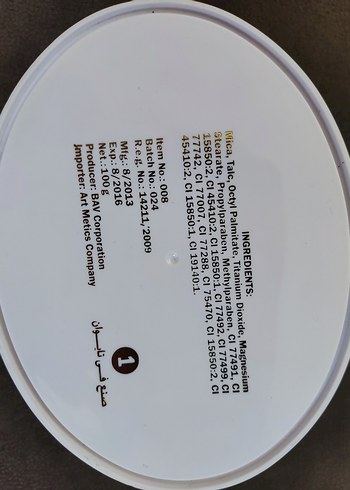 INGREDIENTS:
Mica, Talc, Octyl Palmitate, Titanium Dioxide, Magnesium
Stearate, Propylparaben, Methylparaben, CI 77491, CI
15850:2, CI 45410:2, CI 15850:1, CI 77492, CI 77499, CI
77742, CI 77007, CI 77288, CI 75470, CI 15850:2, CI
45410:2, CI 15850:1, CI 19140:1.
Item No.: 008
Batch No.: 024
R.e.g. No.:14211/2009
Mfg.: 8/2013
Exp.: 8/2016
Net.:100g
Producer: BAV Corporation
Importer: Art Metics Company
1
صنع فى تايوان